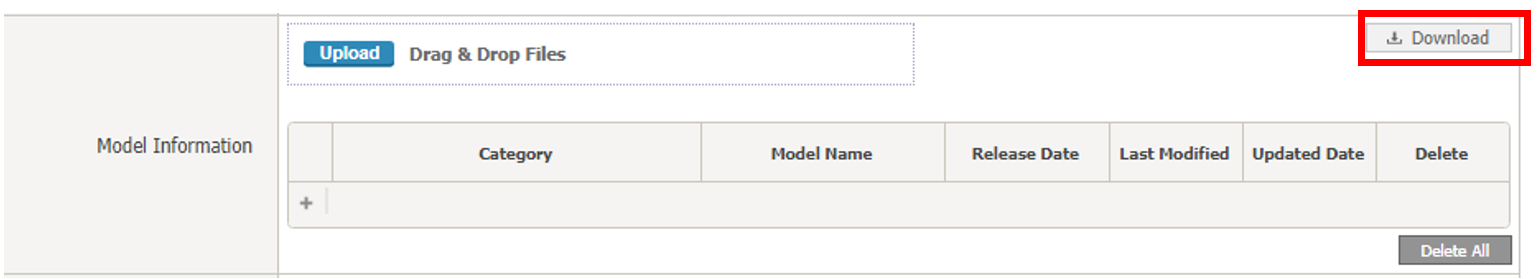 Upload Drag & Drop Files
Download
Model Information
Category Model Name Release Date Last Modified Updated Date Delete
+
Delete All